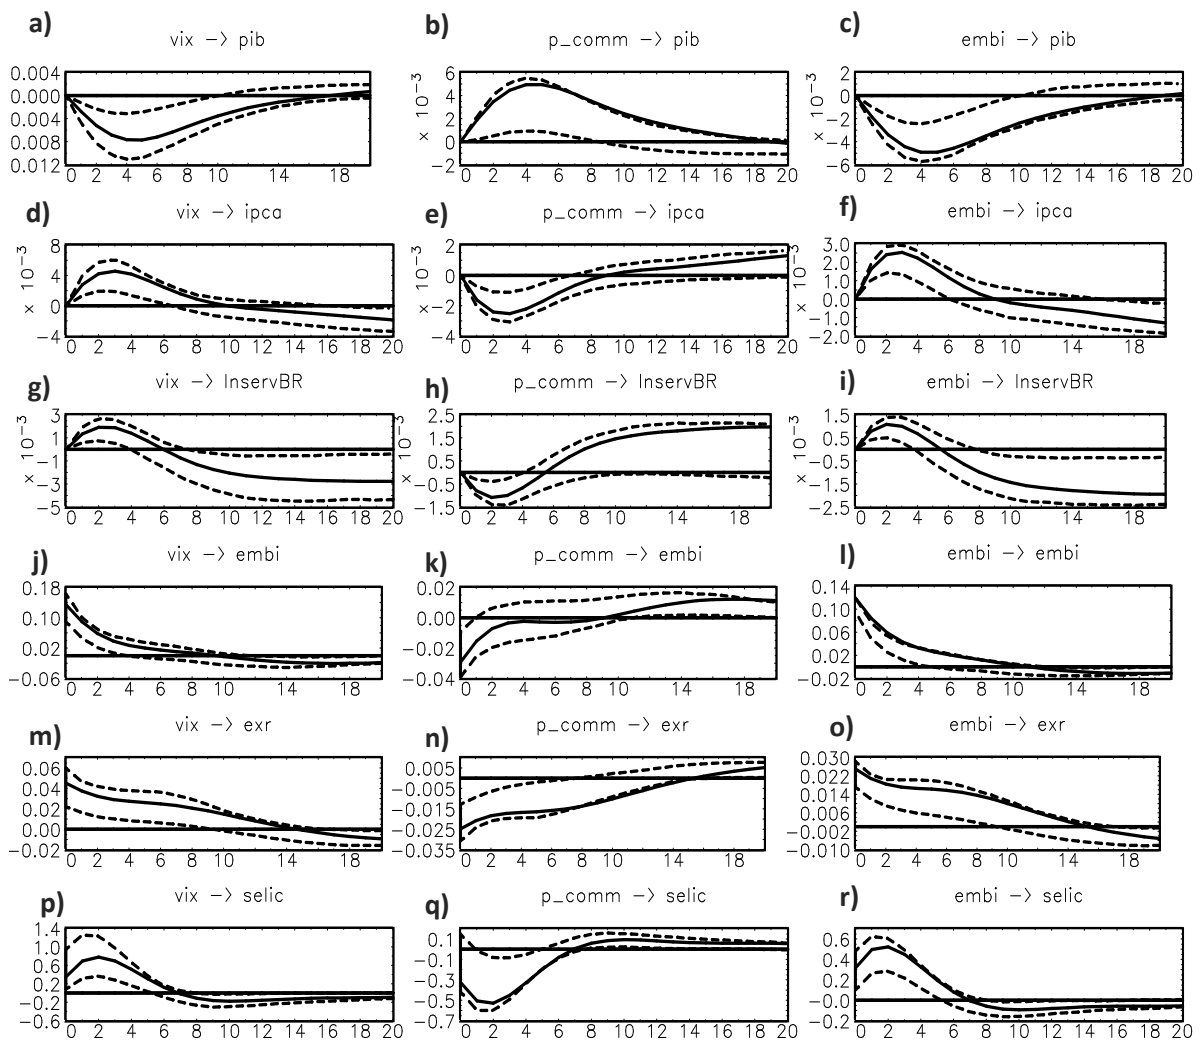 a) vix -> pib
b) p_comm -> pib
c) embi -> pib
0.004
0.000
0.004
0.008
0.012
0 2 4 6 8 10 14 18
× 10⁻³
6
4
2
0
−2
0 2 4 6 8 10 12 14 16 18 20
× 10⁻³
2
0
−2
−4
−6
0 2 4 6 8 10 12 14 16 18 20
d) vix -> ipca
e) p_comm -> ipca
f) embi -> ipca
× 10⁻³
8
4
0
−4
0 2 4 6 8 10 12 14 16 18 20
× 10⁻³
2
0
−2
−4
0 2 4 6 8 10 12 14 16 18 20
× 10⁻³
3.0
2.0
1.0
0.0
−1.0
−2.0
0 2 4 6 8 10 14 18
g) vix -> InservBR
h) p_comm -> InservBR
i) embi -> InservBR
× 10⁻³
3
1
−1
−3
−5
0 2 4 6 8 10 12 14 16 18 20
× 10⁻³
2.5
1.5
0.5
−0.5
−1.5
0 2 4 6 8 10 14 18
× 10⁻³
1.5
0.5
−0.5
−1.5
−2.5
0 2 4 6 8 10 14 18
j) vix -> embi
k) p_comm -> embi
l) embi -> embi
0.18
0.10
0.02
−0.06
0 2 4 6 8 10 14 18
0.02
0.00
−0.02
−0.04
0 2 4 6 8 10 14 18
0.14
0.10
0.06
0.02
−0.02
0 2 4 6 8 10 14 18
m) vix -> exr
n) p_comm -> exr
o) embi -> exr
0.06
0.04
0.02
0.00
−0.02
0 2 4 6 8 10 14 18
0.005
−0.005
−0.015
−0.025
−0.035
0 2 4 6 8 10 14 18
0.030
0.022
0.014
0.006
−0.002
−0.010
0 2 4 6 8 10 14 18
p) vix -> selic
q) p_comm -> selic
r) embi -> selic
1.4
1.0
0.6
0.2
−0.2
−0.6
0 2 4 6 8 10 12 14 16 18 20
0.1
−0.1
−0.3
−0.5
−0.7
0 2 4 6 8 10 12 14 16 18 20
0.6
0.4
0.2
−0.0
−0.2
0 2 4 6 8 10 12 14 16 18 20